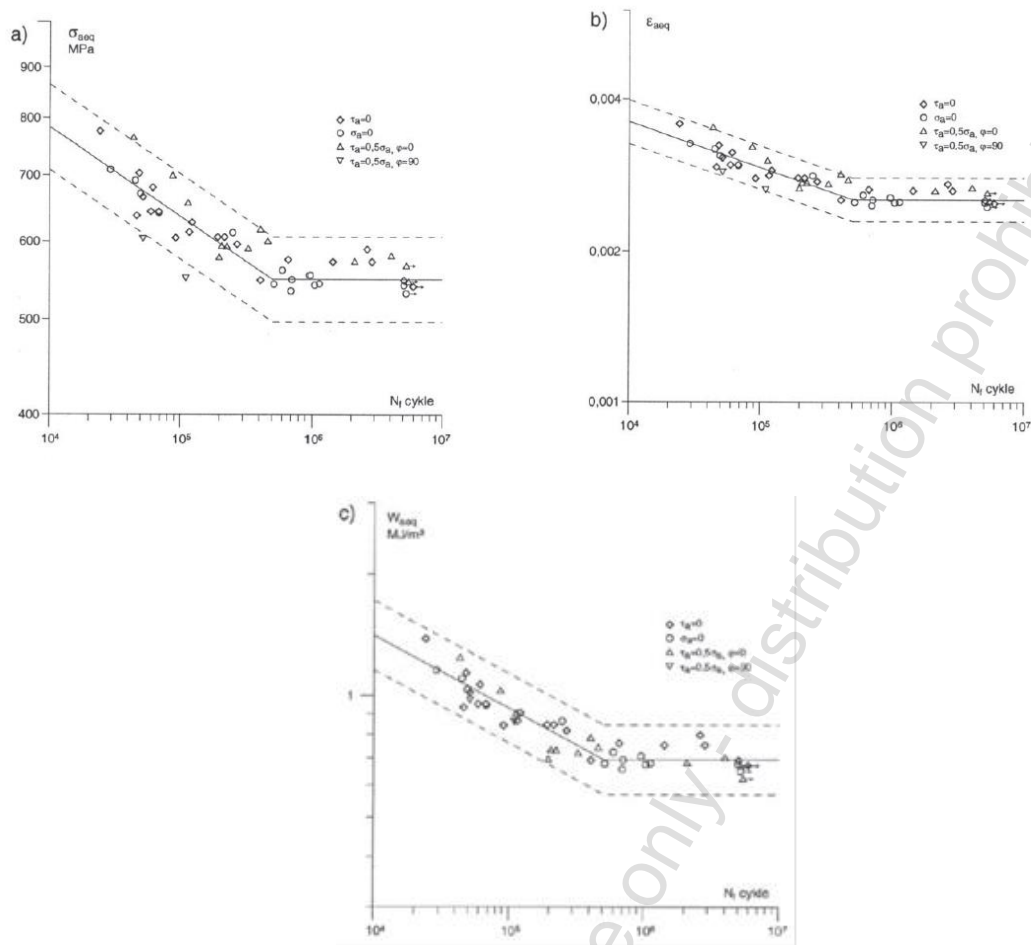 a)
σaeq
MPa
900
800
700
600
500
400
τa=0
σa=0
τa=0,5σa, φ=0
τa=0,5σa, φ=90
Nf cykle
10⁴
10⁵
10⁶
10⁷
b)
εaeq
0,004
0,002
0,001
τa=0
σa=0
τa=0,5σa, φ=0
τa=0,5σa, φ=90
Nf cykle
10⁴
10⁵
10⁶
10⁷
c)
Waeq
MJ/m³
1
τa=0
σa=0
τa=0,5σa, φ=0
τa=0,5σa, φ=90
Nf cykle
10⁴
10⁵
10⁶
10⁷
e only - distribution prohib